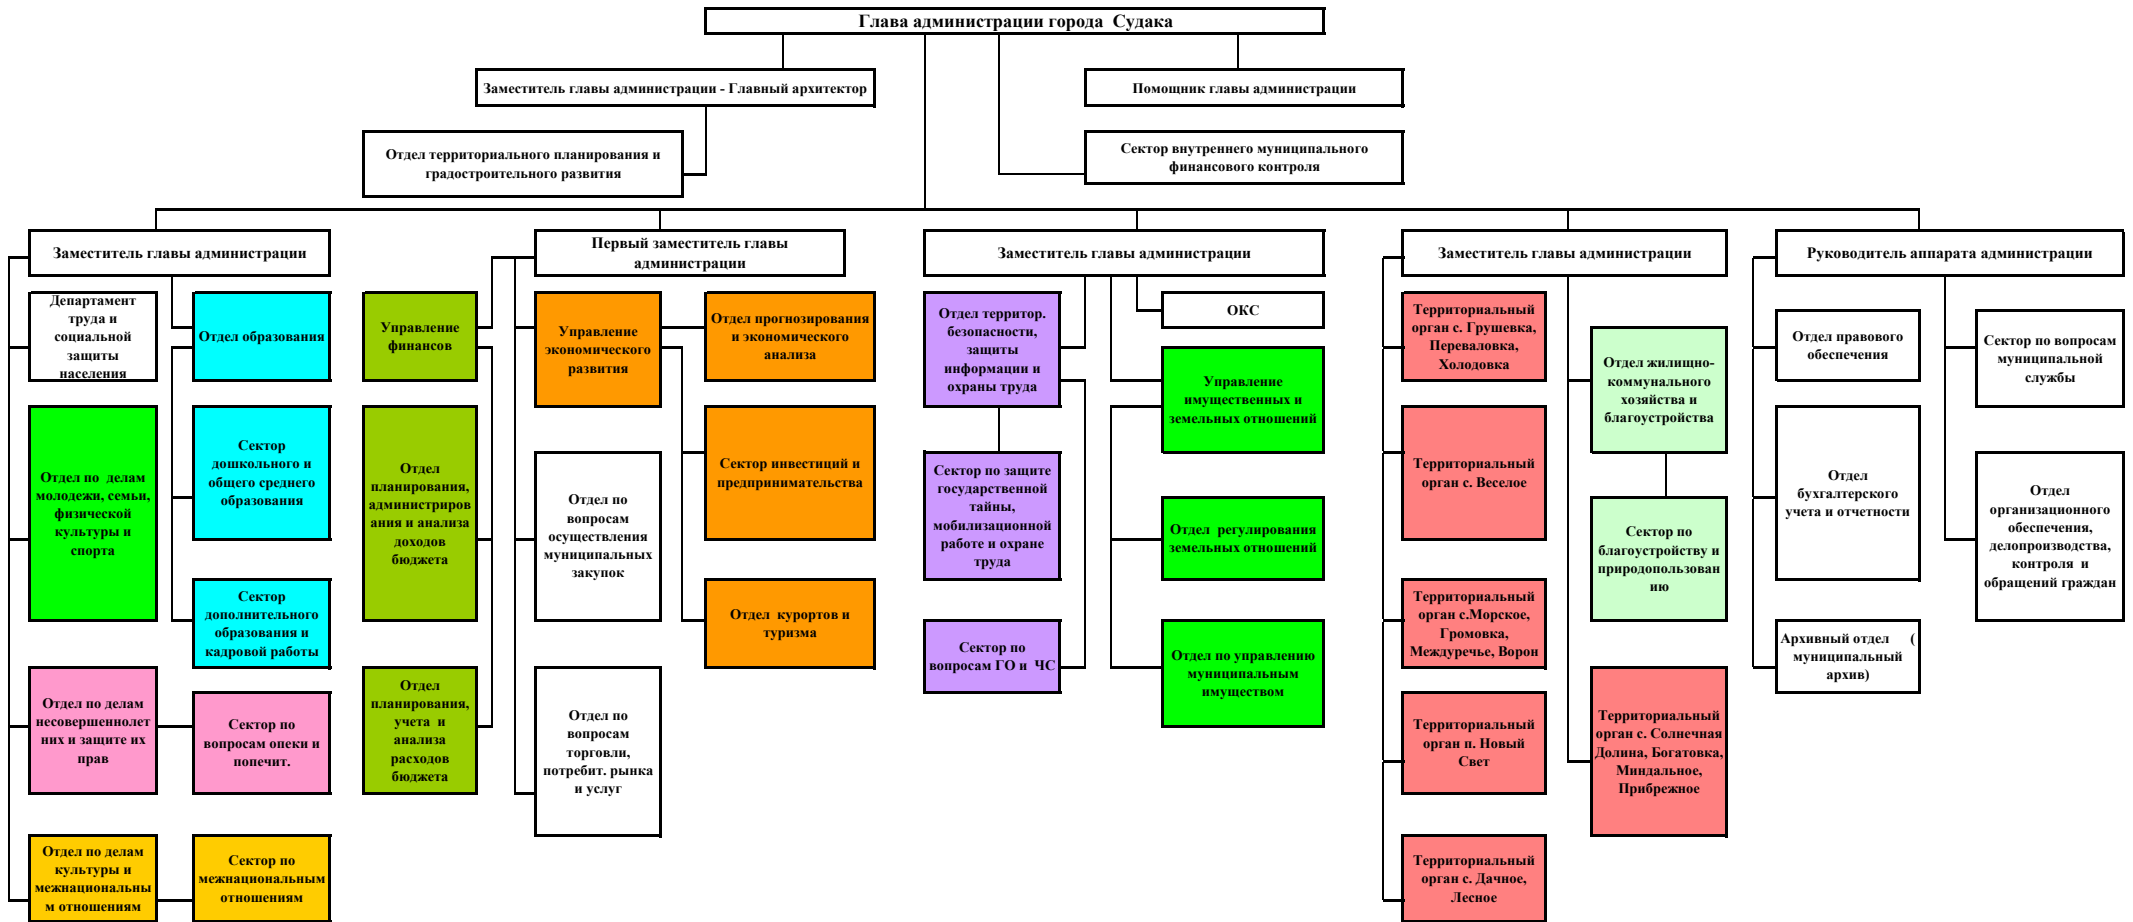 Глава администрации города  Судака
Заместитель главы администрации - Главный архитектор
Помощник главы администрации
Отдел территориального планирования и
градостроительного развития
Сектор внутреннего муниципального
финансового контроля
Заместитель главы администрации
Первый заместитель главы
администрации
Заместитель главы администрации
Заместитель главы администрации
Руководитель аппарата администрации
Департамент
труда и
социальной
защиты
населения
Отдел образования
Управление
финансов
Управление
экономического
развития
Отдел прогнозирования
и экономического
анализа
Отдел территор.
безопасности,
защиты
информации и
охраны труда
ОКС
Управление
имущественных и
земельных отношений
Территориальный
орган с. Грушевка,
Переваловка,
Холодовка
Отдел жилищно-
коммунального
хозяйства и
благоустройства
Отдел правового
обеспечения
Сектор по вопросам
муниципальной
службы
Отдел по  делам
молодежи, семьи,
физической
культуры и
спорта
Сектор
дошкольного и
общего среднего
образования
Отдел
планирования,
администриров
ания и анализа
доходов
бюджета
Отдел по
вопросам
осуществления
муниципальных
закупок
Сектор инвестиций и
предпринимательства
Сектор по защите
государственной
тайны,
мобилизационной
работе и охране
труда
Отдел  регулирования
земельных отношений
Территориальный
орган с. Веселое
Сектор по
благоустройству и
природопользован
ию
Отдел
бухгалтерского
учета и отчетности
Отдел
организационного
обеспечения,
делопроизводства,
контроля  и
обращений граждан
Сектор
дополнительного
образования и
кадровой работы
Отдел  курортов и
туризма
Сектор по
вопросам ГО и  ЧС
Отдел по управлению
муниципальным
имуществом
Территориальный
орган с.Морское,
Громовка,
Междуречье, Ворон
Архивный отдел    (
муниципальный
архив)
Отдел по делам
несовершеннолет
них и защите их
прав
Сектор по
вопросам опеки и
попечит.
Отдел
планирования,
учета  и
анализа
расходов
бюджета
Отдел по
вопросам
торговли,
потребит. рынка
и услуг
Территориальный
орган п. Новый
Свет
Территориальный
орган с. Солнечная
Долина, Богатовка,
Миндальное,
Прибрежное
Отдел по делам
культуры и
межнациональны
м отношениям
Сектор по
межнациональным
отношениям
Территориальный
орган с. Дачное,
Лесное